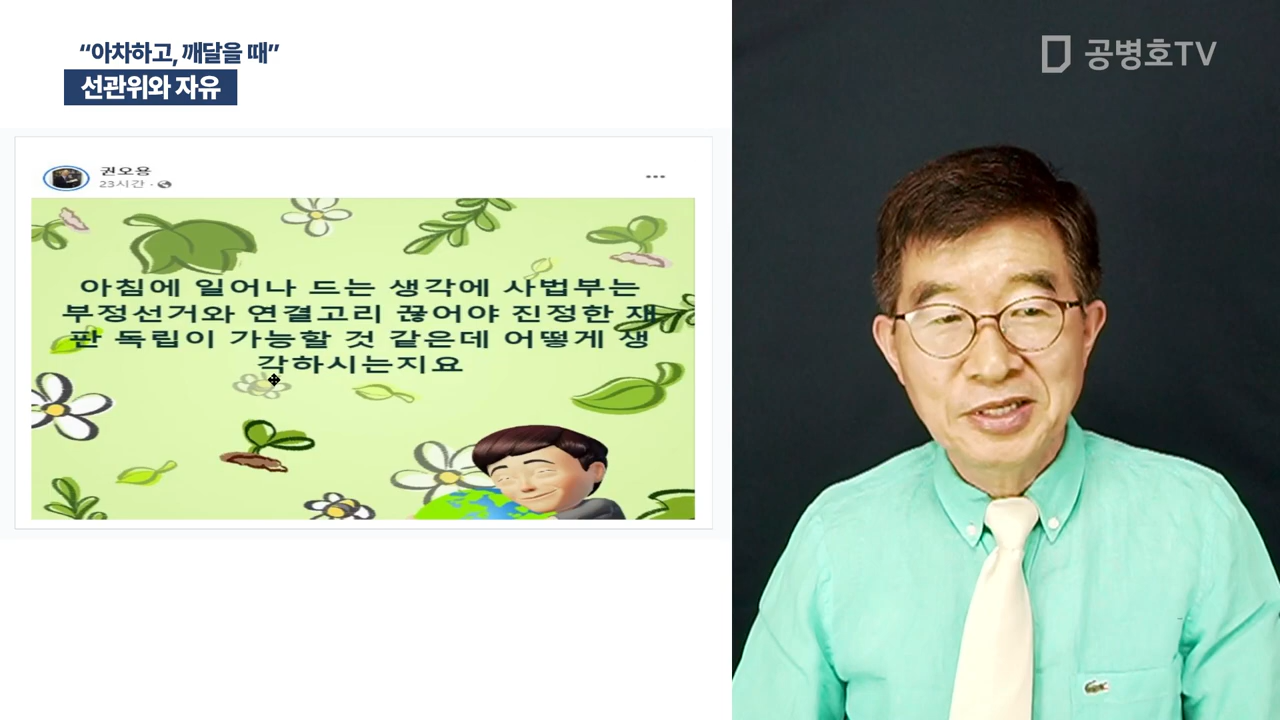 “아차하고, 깨달을 때”
선관위와 자유
공병호TV
권오용
23시간 ·
아침에 일어나 드는 생각에 사법부는
부정선거와 연결고리 끊어야 진정한 재
판 독립이 가능할 것 같은데 어떻게 생
각하시는지요